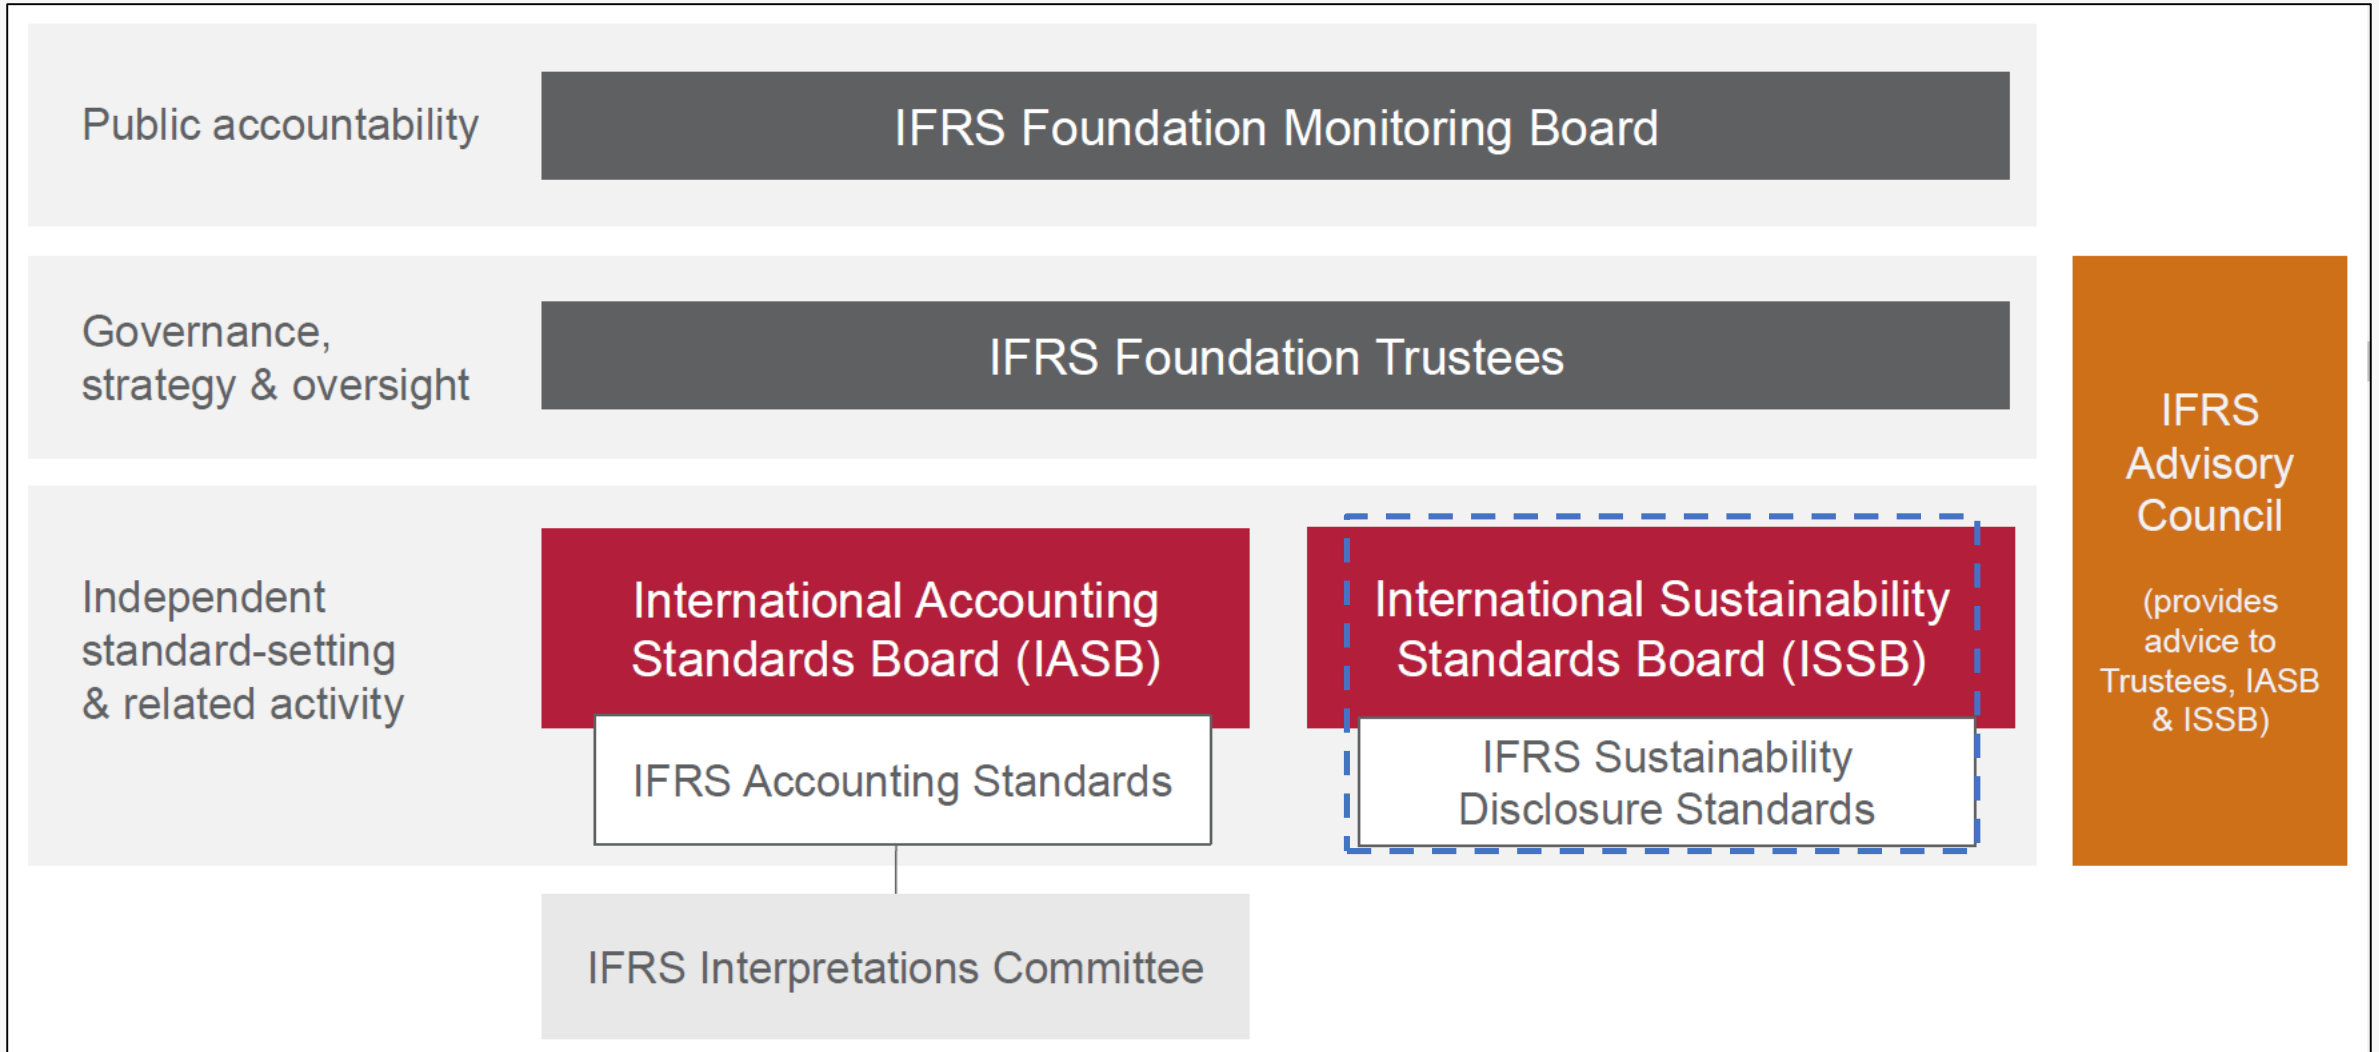 Public accountability
IFRS Foundation Monitoring Board
Governance,
strategy & oversight
IFRS Foundation Trustees
Independent
standard-setting
& related activity
International Accounting
Standards Board (IASB)
IFRS Accounting Standards
International Sustainability
Standards Board (ISSB)
IFRS Sustainability
Disclosure Standards
IFRS Interpretations Committee
IFRS
Advisory
Council
(provides
advice to
Trustees, IASB
& ISSB)